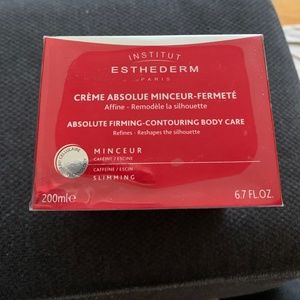 INSTITUT
ESTHEDERM
PARIS
CRÈME ABSOLUE MINCEUR-FERMETÉ
Affine - Remodèle la silhouette
ABSOLUTE FIRMING-CONTOURING BODY CARE
Refines - Reshapes the silhouette
MINCEUR
CAFÉINE / ESCINE
CAFFEINE / ESCIN
SLIMMING
200ml℮ 6.7 FL.OZ.